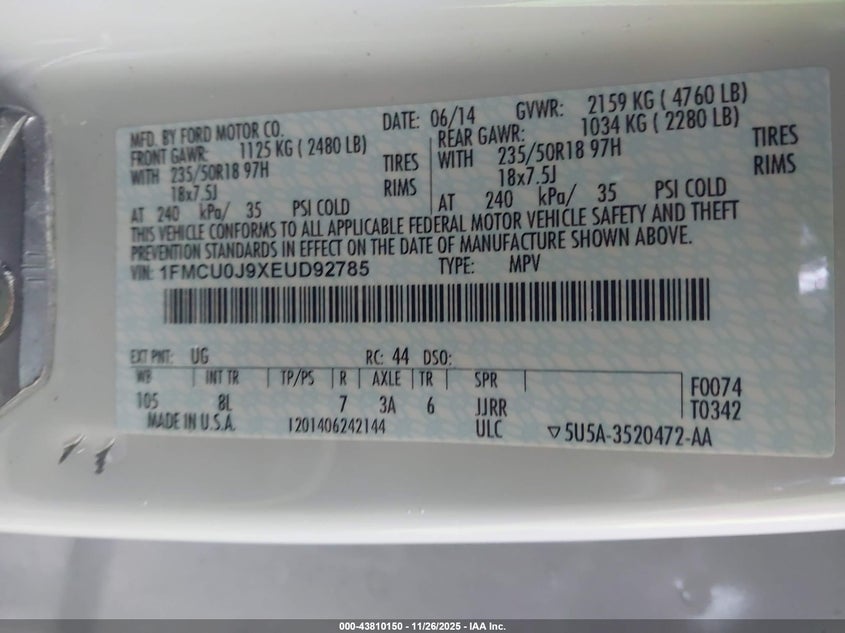 MFD. BY FORD MOTOR CO. DATE: 06/14 GVWR: 2159 KG ( 4760 LB)
FRONT GAWR: 1125 KG ( 2480 LB) REAR GAWR: 1034 KG ( 2280 LB)
WITH 235/50R18 97H TIRES WITH 235/50R18 97H TIRES
18x7.5J RIMS 18x7.5J RIMS
AT 240 kPa/ 35 PSI COLD AT 240 kPa/ 35 PSI COLD
THIS VEHICLE CONFORMS TO ALL APPLICABLE FEDERAL MOTOR VEHICLE SAFETY AND THEFT
PREVENTION STANDARDS IN EFFECT ON THE DATE OF MANUFACTURE SHOWN ABOVE.
VIN: 1FMCU0J9XEUD92785 TYPE: MPV
EXT PNT: UG RC: 44 DSO:
WB INT TR TP/PS R AXLE TR SPR F0074
105 8L 7 3A 6 JJRR T0342
MADE IN U.S.A. 1201406242144 ULC ▽5U5A-3520472-AA
000-43810150 - 11/26/2025 - IAA Inc.